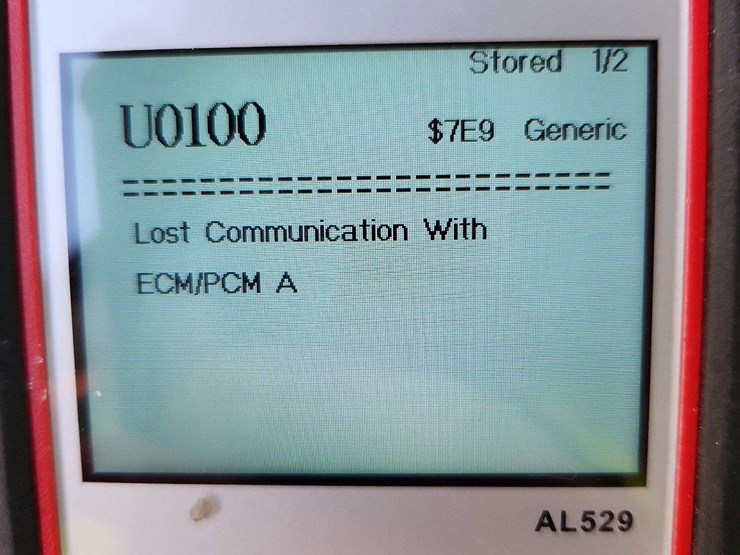 Stored 1/2
U0100 $7E9 Generic
==========================
Lost Communication With
ECM/PCM A
AL529